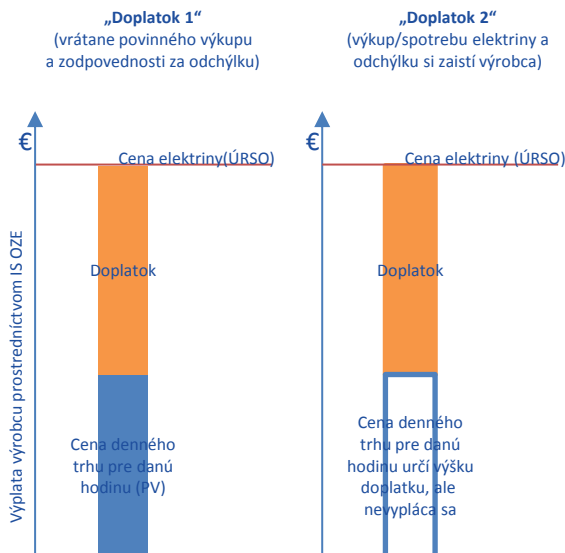 „Doplatok 1“
(vrátane povinného výkupu
a zodpovednosti za odchýlku)
„Doplatok 2“
(výkup/spotrebu elektriny a
odchýlku si zaistí výrobca)
€
Cena elektriny(ÚRSO)
Doplatok
Cena denného
trhu pre danú
hodinu (PV)
Výplata výrobcu prostredníctvom IS OZE
€
Cena elektriny (ÚRSO)
Doplatok
Cena denného
trhu pre danú
hodinu určí výšku
doplatku, ale
nevypláca sa